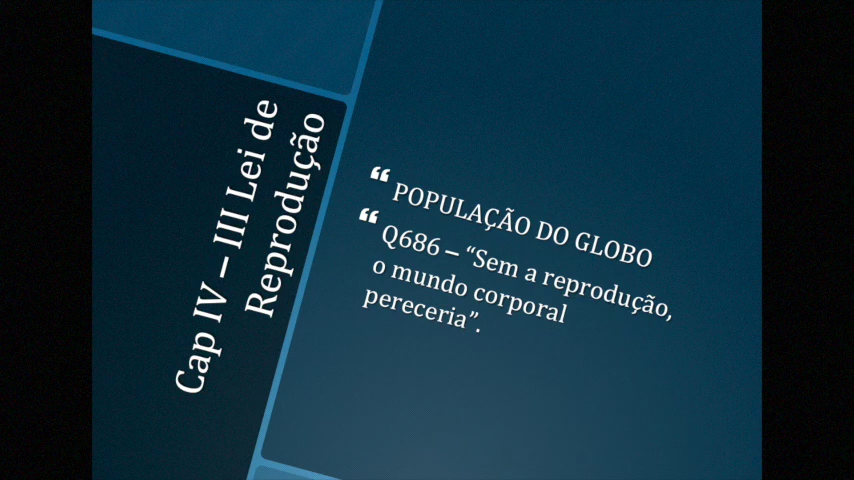 Cap IV – III Lei de
Reprodução
❝ POPULAÇÃO DO GLOBO
❝ Q686 – “Sem a reprodução,
o mundo corporal
pereceria”.